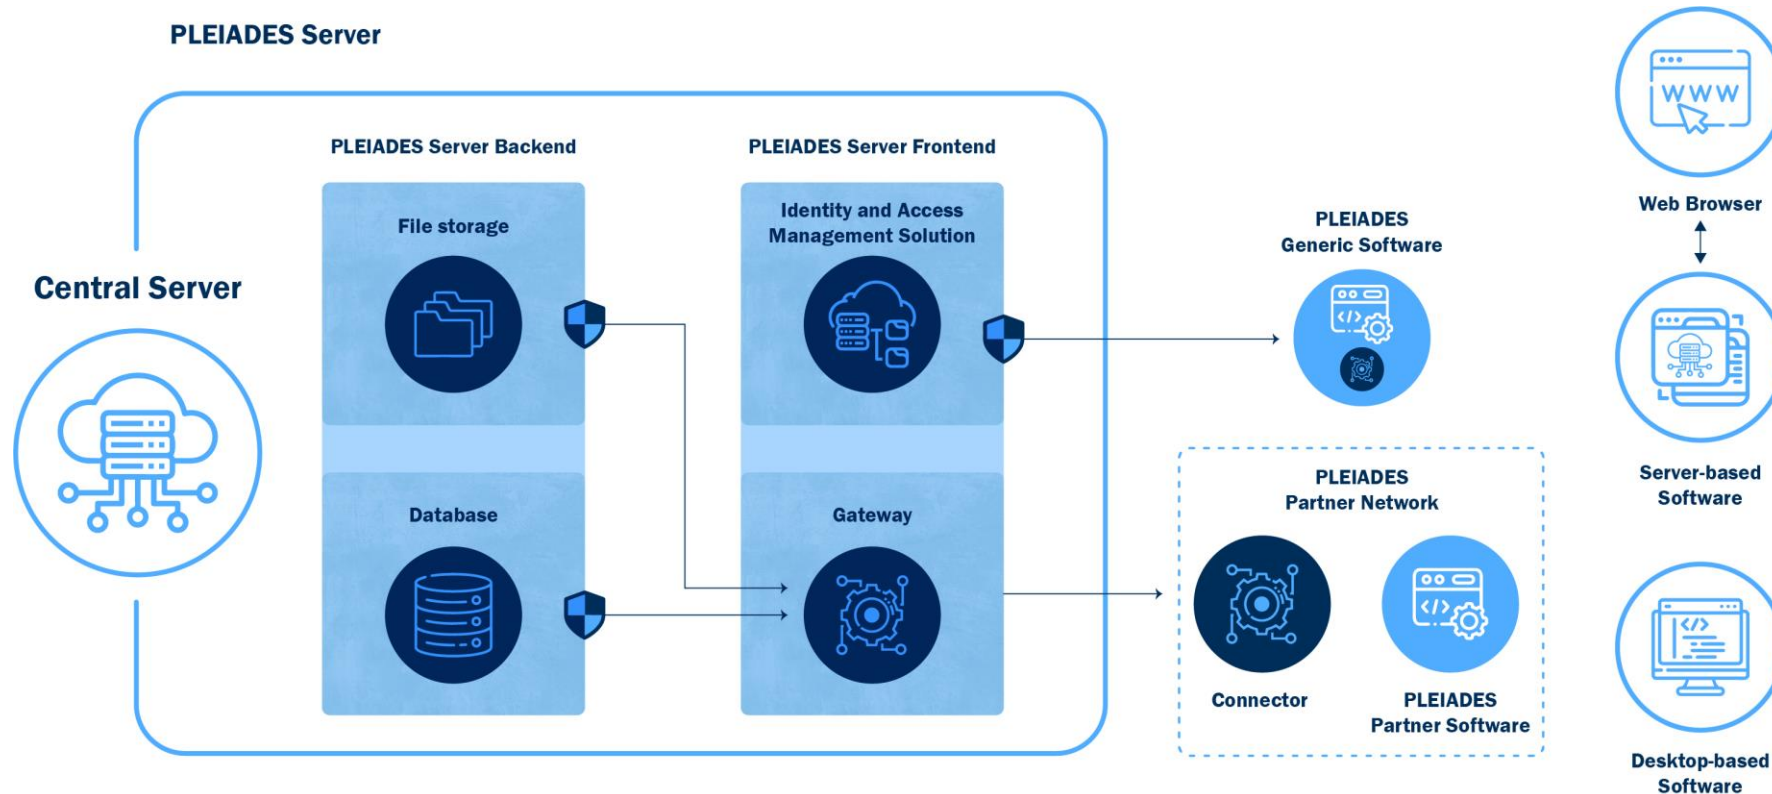 PLEIADES Server
PLEIADES Server Backend
PLEIADES Server Frontend
File storage
Identity and Access
Management Solution
Central Server
Database
Gateway
PLEIADES
Generic Software
</>
PLEIADES
Partner Network
Connector
</>
PLEIADES
Partner Software
WWW
Web Browser
Server-based
Software
</>
Desktop-based
Software